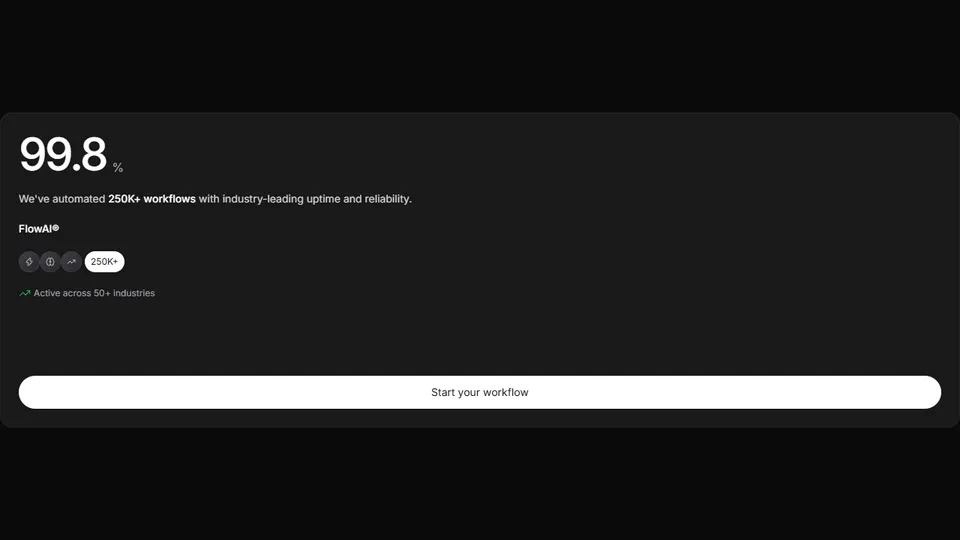 99.8 %
We've automated 250K+ workflows with industry-leading uptime and reliability.
FlowAI®
250K+
Active across 50+ industries
Start your workflow